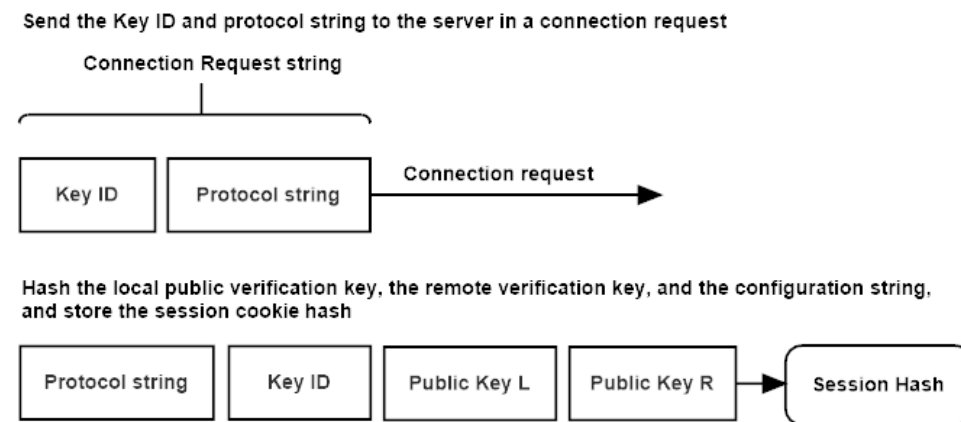 Send the Key ID and protocol string to the server in a connection request
Connection Request string
Key ID
Protocol string
Connection request
Hash the local public verification key, the remote verification key, and the configuration string,
and store the session cookie hash
Protocol string
Key ID
Public Key L
Public Key R
Session Hash